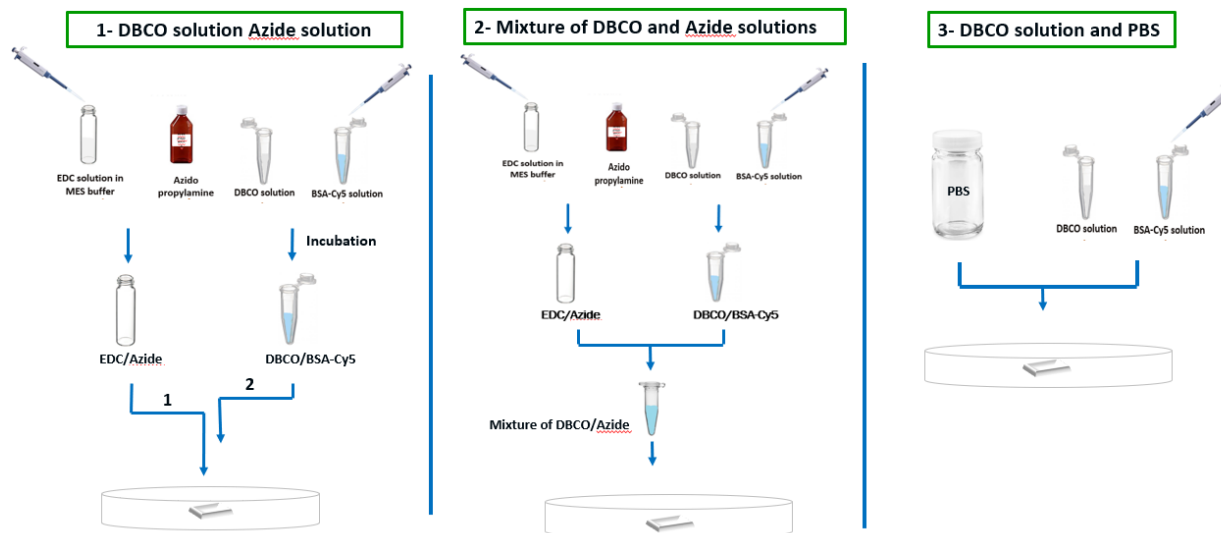 1- DBCO solution Azide solution
EDC solution in
MES buffer
Azido
propylamine
DBCO solution
BSA-Cy5 solution
Incubation
EDC/Azide
DBCO/BSA-Cy5
1
2
2- Mixture of DBCO and Azide solutions
EDC solution in
MES buffer
Azido
propylamine
DBCO solution
BSA-Cy5 solution
EDC/Azide
DBCO/BSA-Cy5
Mixture of DBCO/Azide
3- DBCO solution and PBS
PBS
DBCO solution
BSA-Cy5 solution